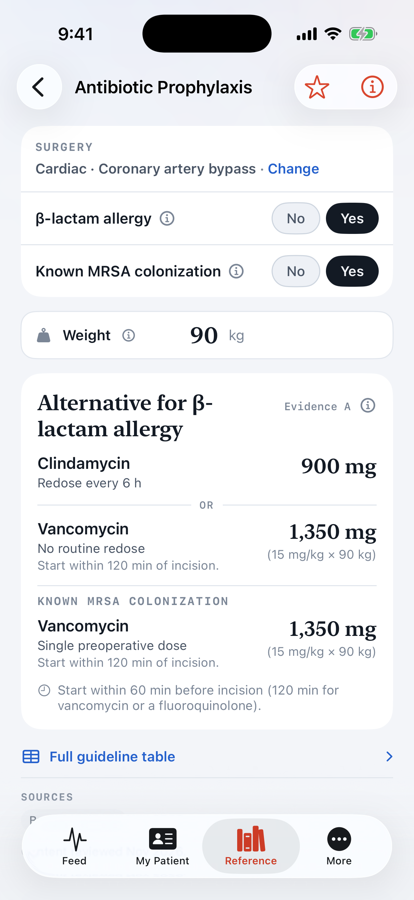 9:41
Antibiotic Prophylaxis
SURGERY
Cardiac · Coronary artery bypass · Change
β-lactam allergy No Yes
Known MRSA colonization No Yes
Weight 90 kg
Alternative for β-
lactam allergy
Evidence A
Clindamycin 900 mg
Redose every 6 h
OR
Vancomycin 1,350 mg
No routine redose (15 mg/kg × 90 kg)
Start within 120 min of incision.
KNOWN MRSA COLONIZATION
Vancomycin 1,350 mg
Single preoperative dose (15 mg/kg × 90 kg)
Start within 120 min of incision.
Start within 60 min before incision (120 min for
vancomycin or a fluoroquinolone).
Full guideline table
SOURCES
Feed My Patient Reference More